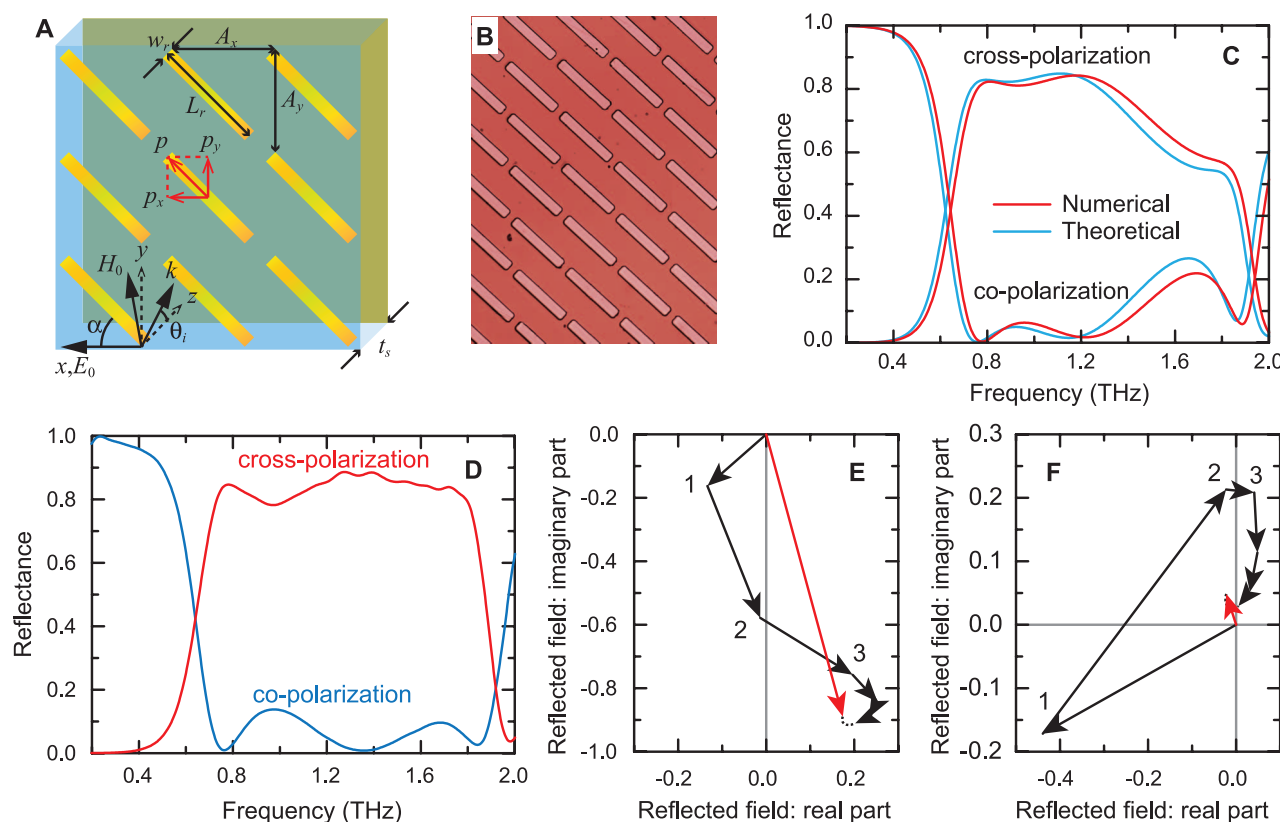 A
w_r
A_x
L_r
A_y
p
p_y
p_x
y
H_0
k
z
α
θ_i
x,E_0
t_s
B
C
cross-polarization
Numerical
Theoretical
co-polarization
Reflectance
1.0
0.8
0.6
0.4
0.2
0.0
0.4 0.8 1.2 1.6 2.0
Frequency (THz)
D
cross-polarization
co-polarization
Reflectance
1.0
0.8
0.6
0.4
0.2
0.0
0.4 0.8 1.2 1.6 2.0
Frequency (THz)
E
1
2
3
Reflected field: imaginary part
0.0
-0.2
-0.4
-0.6
-0.8
-1.0
-0.2 0.0 0.2
Reflected field: real part
F
2 3
1
Reflected field: imaginary part
0.3
0.2
0.1
0.0
-0.1
-0.2
-0.4 -0.2 0.0
Reflected field: real part